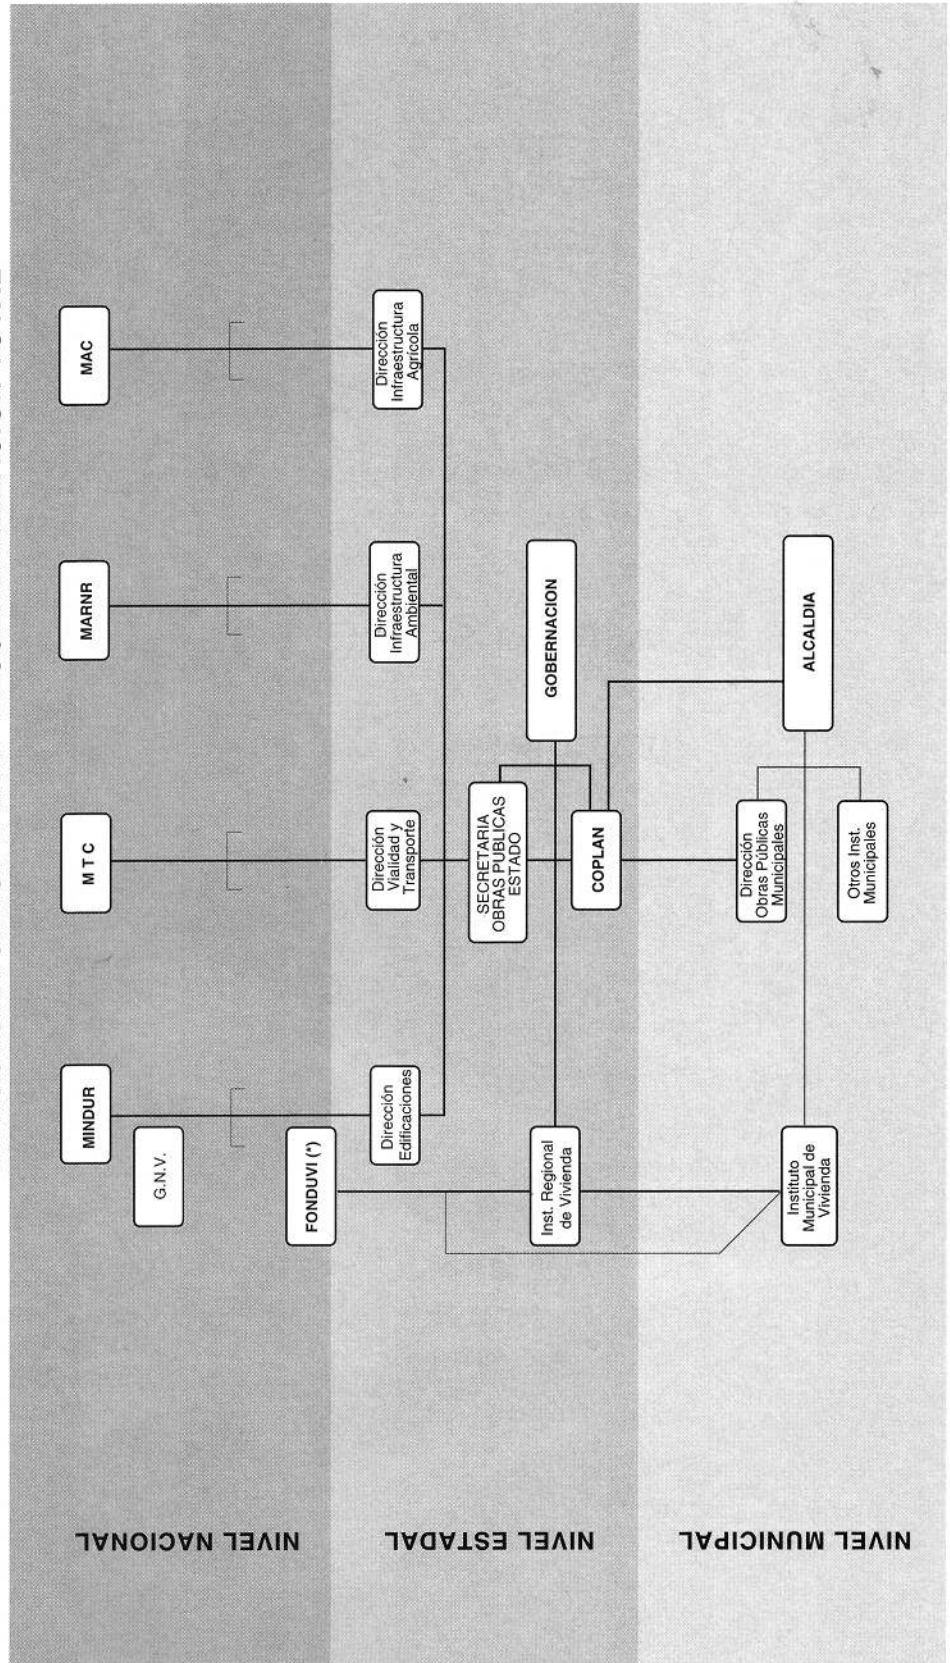 NIVEL NACIONAL
MINDUR
M T C
MARNR
MAC
G.N.V.
FONDUVI (*)
NIVEL ESTADAL
Dirección
Edificaciones
Dirección
Vialidad y
Transporte
Dirección
Infraestructura
Ambiental
Dirección
Infraestructura
Agrícola
SECRETARIA
OBRAS PUBLICAS
ESTADO
GOBERNACION
Inst. Regional
de Vivienda
COPLAN
NIVEL MUNICIPAL
Dirección
Obras Públicas
Municipales
ALCALDIA
Instituto
Municipal de
Vivienda
Otros Inst.
Municipales